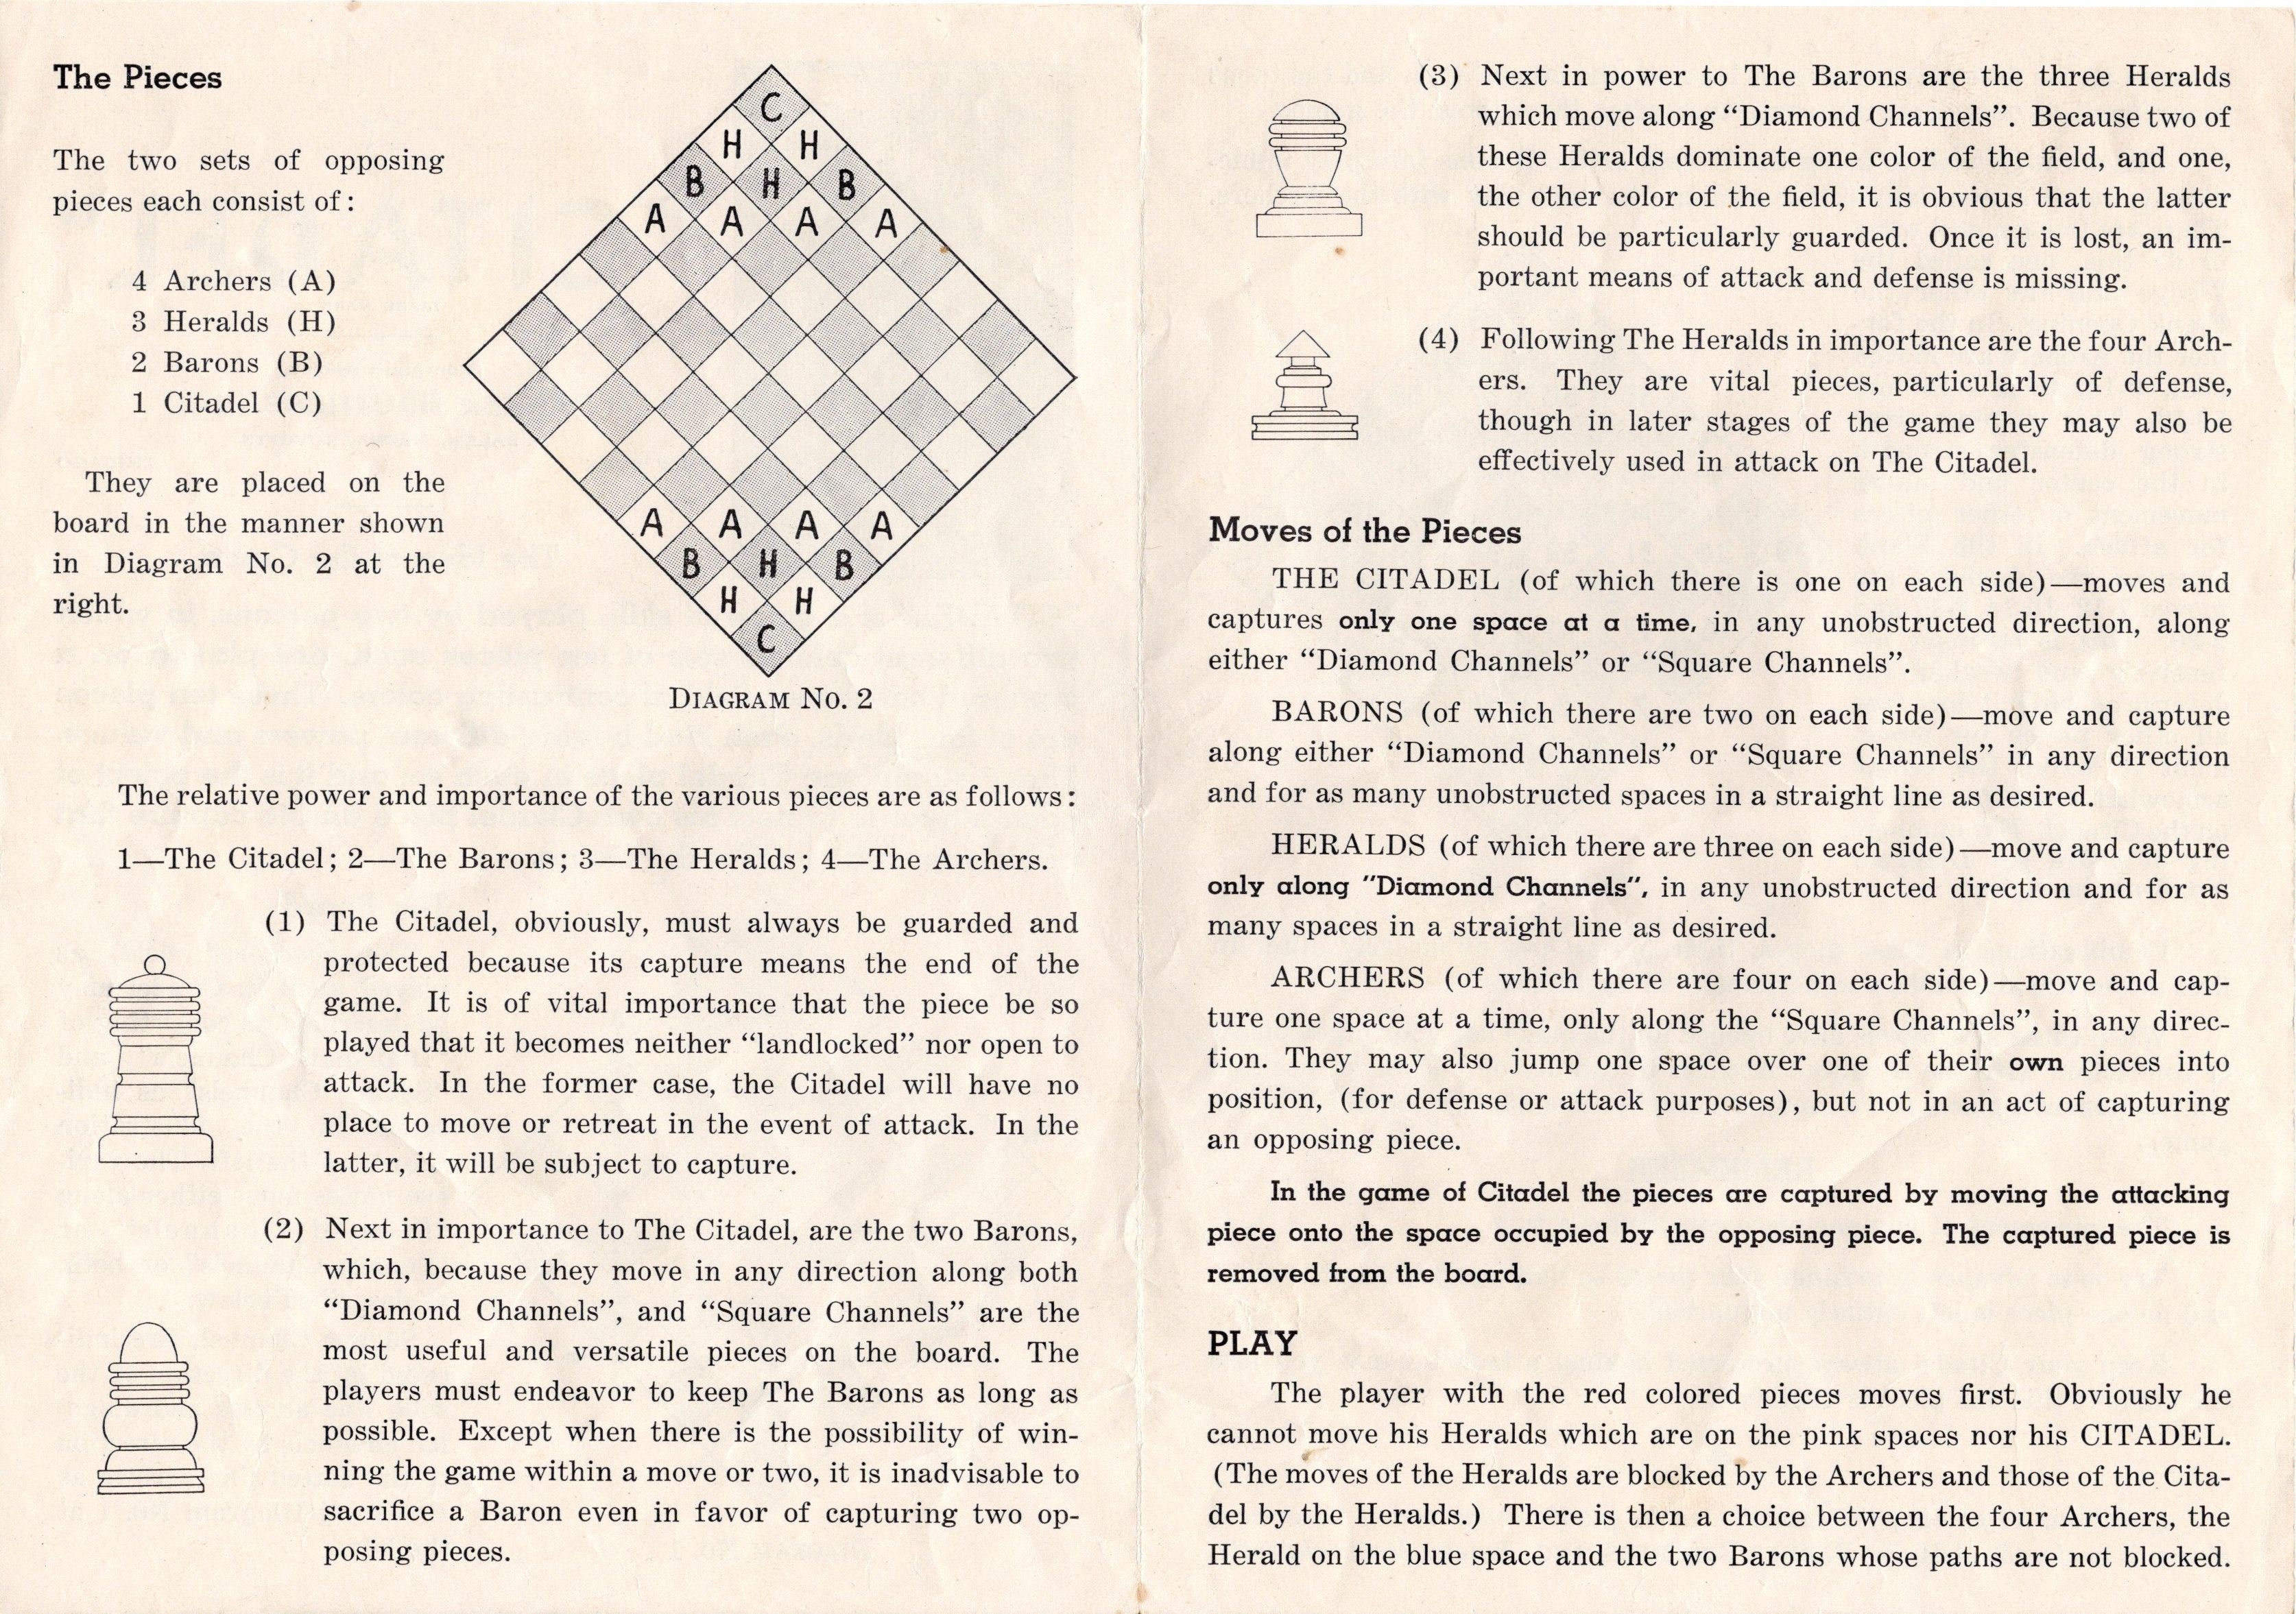 The Pieces
The two sets of opposing
pieces each consist of:
4 Archers (A)
3 Heralds (H)
2 Barons (B)
1 Citadel (C)
They are placed on the
board in the manner shown
in Diagram No. 2 at the
right.
C
H H
B H B
A A A A
A A A A
B H B
H H
C
DIAGRAM NO. 2
The relative power and importance of the various pieces are as follows:
1—The Citadel; 2—The Barons; 3—The Heralds; 4—The Archers.
(1) The Citadel, obviously, must always be guarded and
protected because its capture means the end of the
game. It is of vital importance that the piece be so
played that it becomes neither “landlocked” nor open to
attack. In the former case, the Citadel will have no
place to move or retreat in the event of attack. In the
latter, it will be subject to capture.
(2) Next in importance to The Citadel, are the two Barons,
which, because they move in any direction along both
“Diamond Channels”, and “Square Channels” are the
most useful and versatile pieces on the board. The
players must endeavor to keep The Barons as long as
possible. Except when there is the possibility of win-
ning the game within a move or two, it is inadvisable to
sacrifice a Baron even in favor of capturing two op-
posing pieces.
(3) Next in power to The Barons are the three Heralds
which move along “Diamond Channels”. Because two of
these Heralds dominate one color of the field, and one,
the other color of the field, it is obvious that the latter
should be particularly guarded. Once it is lost, an im-
portant means of attack and defense is missing.
(4) Following The Heralds in importance are the four Arch-
ers. They are vital pieces, particularly of defense,
though in later stages of the game they may also be
effectively used in attack on The Citadel.
Moves of the Pieces
THE CITADEL (of which there is one on each side)—moves and
captures only one space at a time, in any unobstructed direction, along
either “Diamond Channels” or “Square Channels”.
BARONS (of which there are two on each side)—move and capture
along either “Diamond Channels” or “Square Channels” in any direction
and for as many unobstructed spaces in a straight line as desired.
HERALDS (of which there are three on each side)—move and capture
only along "Diamond Channels", in any unobstructed direction and for as
many spaces in a straight line as desired.
ARCHERS (of which there are four on each side)—move and cap-
ture one space at a time, only along the “Square Channels”, in any direc-
tion. They may also jump one space over one of their own pieces into
position, (for defense or attack purposes), but not in an act of capturing
an opposing piece.
In the game of Citadel the pieces are captured by moving the attacking
piece onto the space occupied by the opposing piece. The captured piece is
removed from the board.
PLAY
The player with the red colored pieces moves first. Obviously he
cannot move his Heralds which are on the pink spaces nor his CITADEL.
(The moves of the Heralds are blocked by the Archers and those of the Cita-
del by the Heralds.) There is then a choice between the four Archers, the
Herald on the blue space and the two Barons whose paths are not blocked.